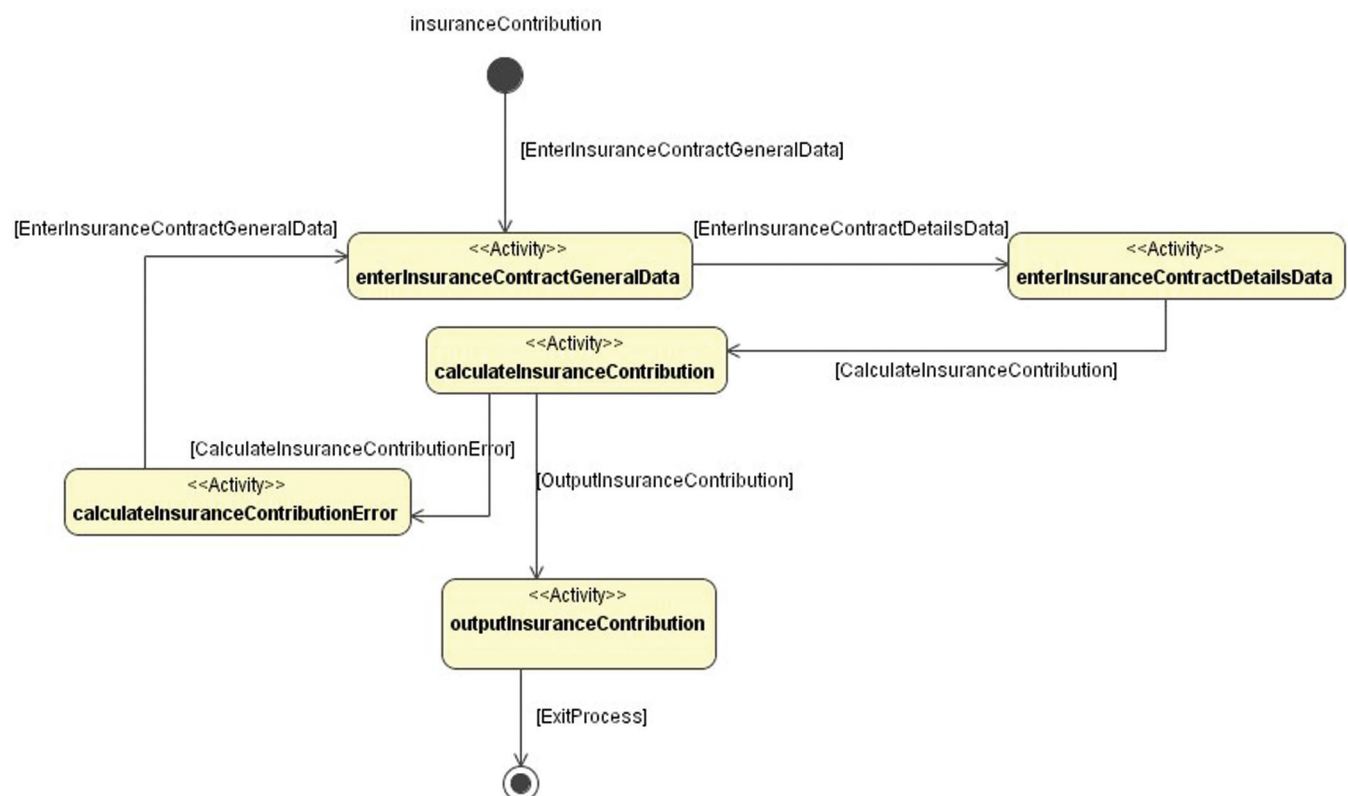 insuranceContribution
[EnterInsuranceContractGeneralData]
[EnterInsuranceContractGeneralData]
<<Activity>>
enterInsuranceContractGeneralData
[EnterInsuranceContractDetailsData]
<<Activity>>
enterInsuranceContractDetailsData
<<Activity>>
calculateInsuranceContribution
[CalculateInsuranceContribution]
[CalculateInsuranceContributionError]
<<Activity>>
calculateInsuranceContributionError
[OutputInsuranceContribution]
<<Activity>>
outputInsuranceContribution
[ExitProcess]